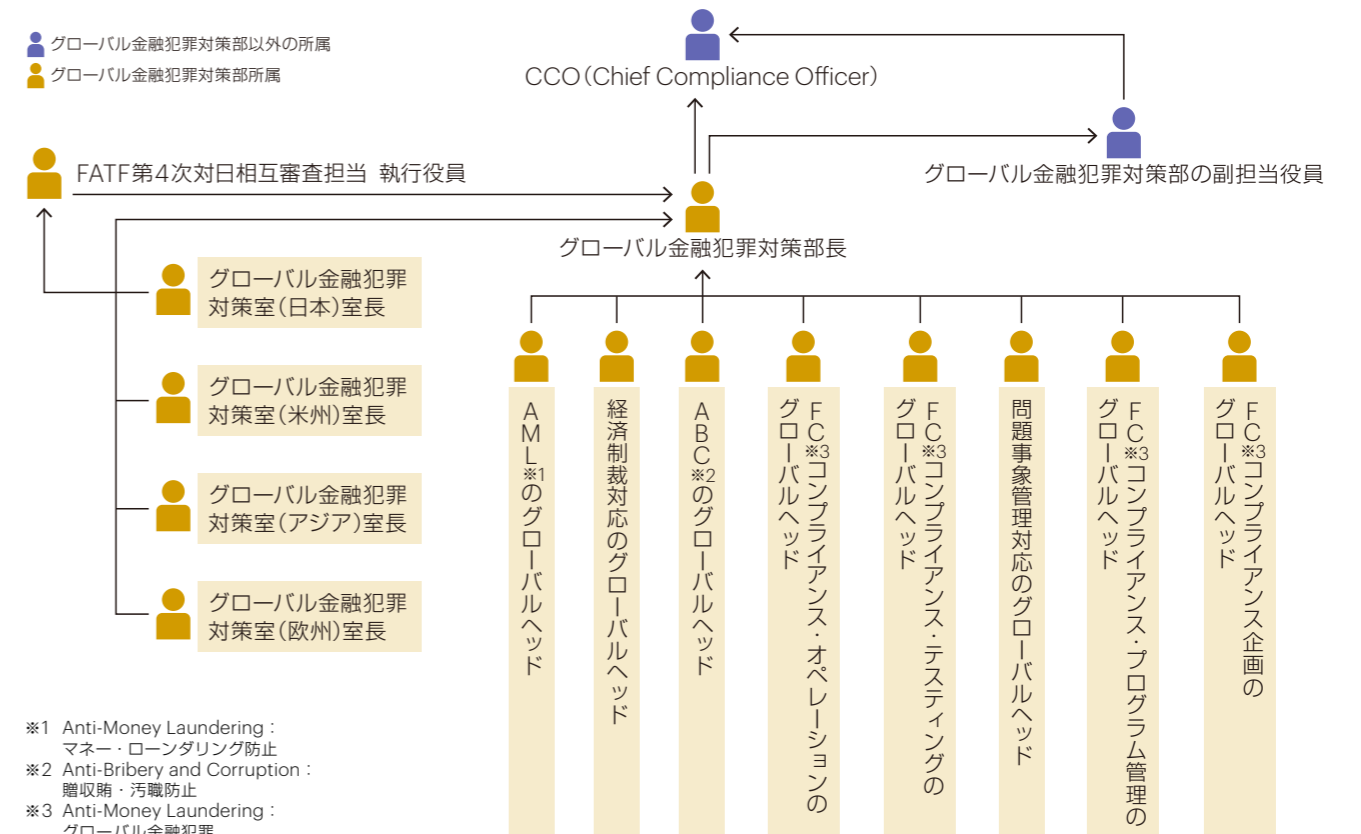 グローバル金融犯罪対策部以外の所属
グローバル金融犯罪対策部所属
CCO(Chief Compliance Officer)
グローバル金融犯罪対策部の副担当役員
FATF第4次対日相互審査担当 執行役員
グローバル金融犯罪対策部長
グローバル金融犯罪
対策室(日本)室長
グローバル金融犯罪
対策室(米州)室長
グローバル金融犯罪
対策室(アジア)室長
グローバル金融犯罪
対策室(欧州)室長
AML※1のグローバルヘッド
経済制裁対応のグローバルヘッド
ABC※2のグローバルヘッド
FC※3コンプライアンス・オペレーションの
グローバルヘッド
FC※3コンプライアンス・テスティングの
グローバルヘッド
問題事象管理対応のグローバルヘッド
FC※3コンプライアンス・プログラム管理の
グローバルヘッド
FC※3コンプライアンス企画の
グローバルヘッド
※1 Anti-Money Laundering：
マネー・ローンダリング防止
※2 Anti-Bribery and Corruption：
贈収賄・汚職防止
※3 Anti-Money Laundering：
グローバル金融犯罪